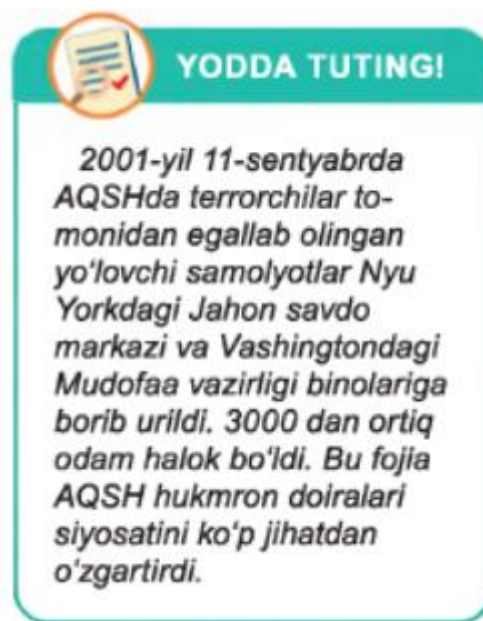 YODDA TUTING!
2001-yil 11-sentyabrda
AQSHda terrorchilar to-
monidan egallab olingan
yo‘lovchi samolyotlar Nyu
Yorkdagi Jahon savdo
markazi va Vashingtondagi
Mudofaa vazirligi binolariga
borib urildi. 3000 dan ortiq
odam halok bo‘ldi. Bu fojia
AQSH hukmron doiralari
siyosatini ko‘p jihatdan
o‘zgartirdi.